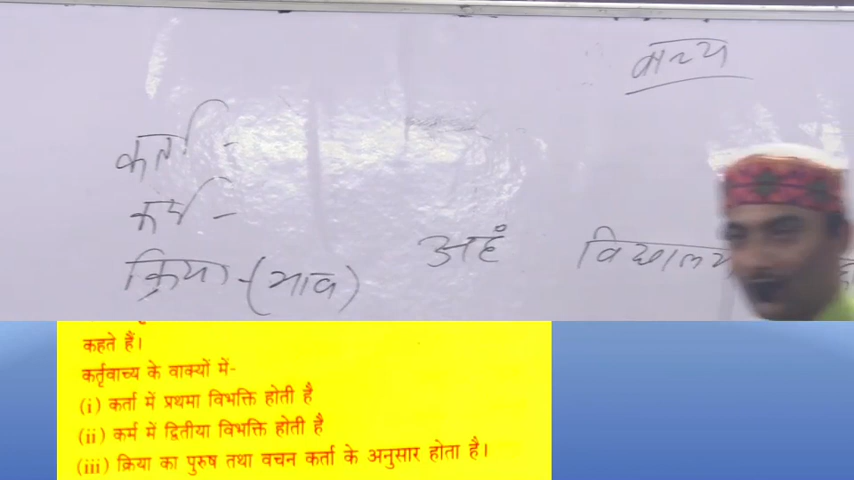 वाच्य
कर्ता -
कर्म -
क्रिया - (भाव) अहं विद्यालय
कहते हैं।
कर्तृवाच्य के वाक्यों में-
(i) कर्ता में प्रथमा विभक्ति होती है
(ii) कर्म में द्वितीया विभक्ति होती है
(iii) क्रिया का पुरुष तथा वचन कर्ता के अनुसार होता है।